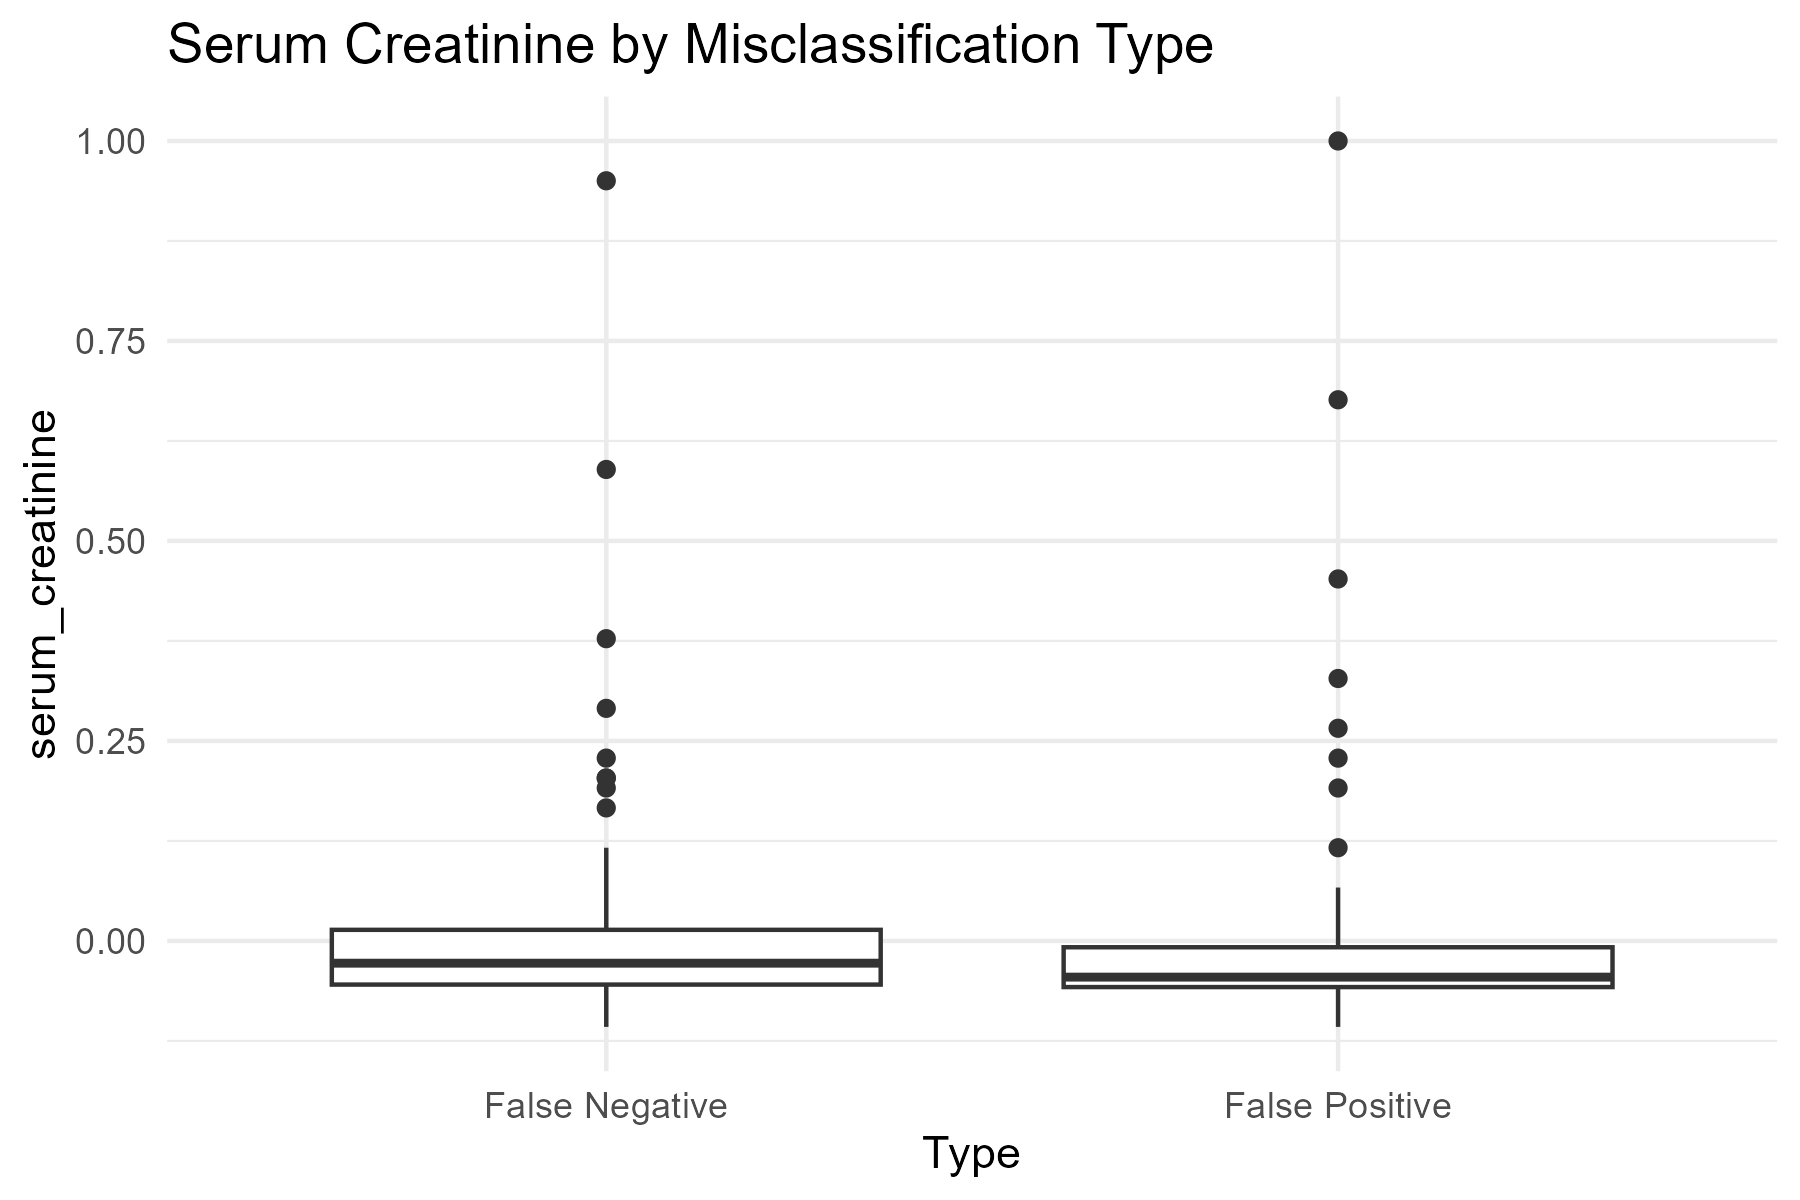 Serum Creatinine by Misclassification Type
1.00
0.75
0.50
0.25
0.00
serum_creatinine
False Negative
False Positive
Type